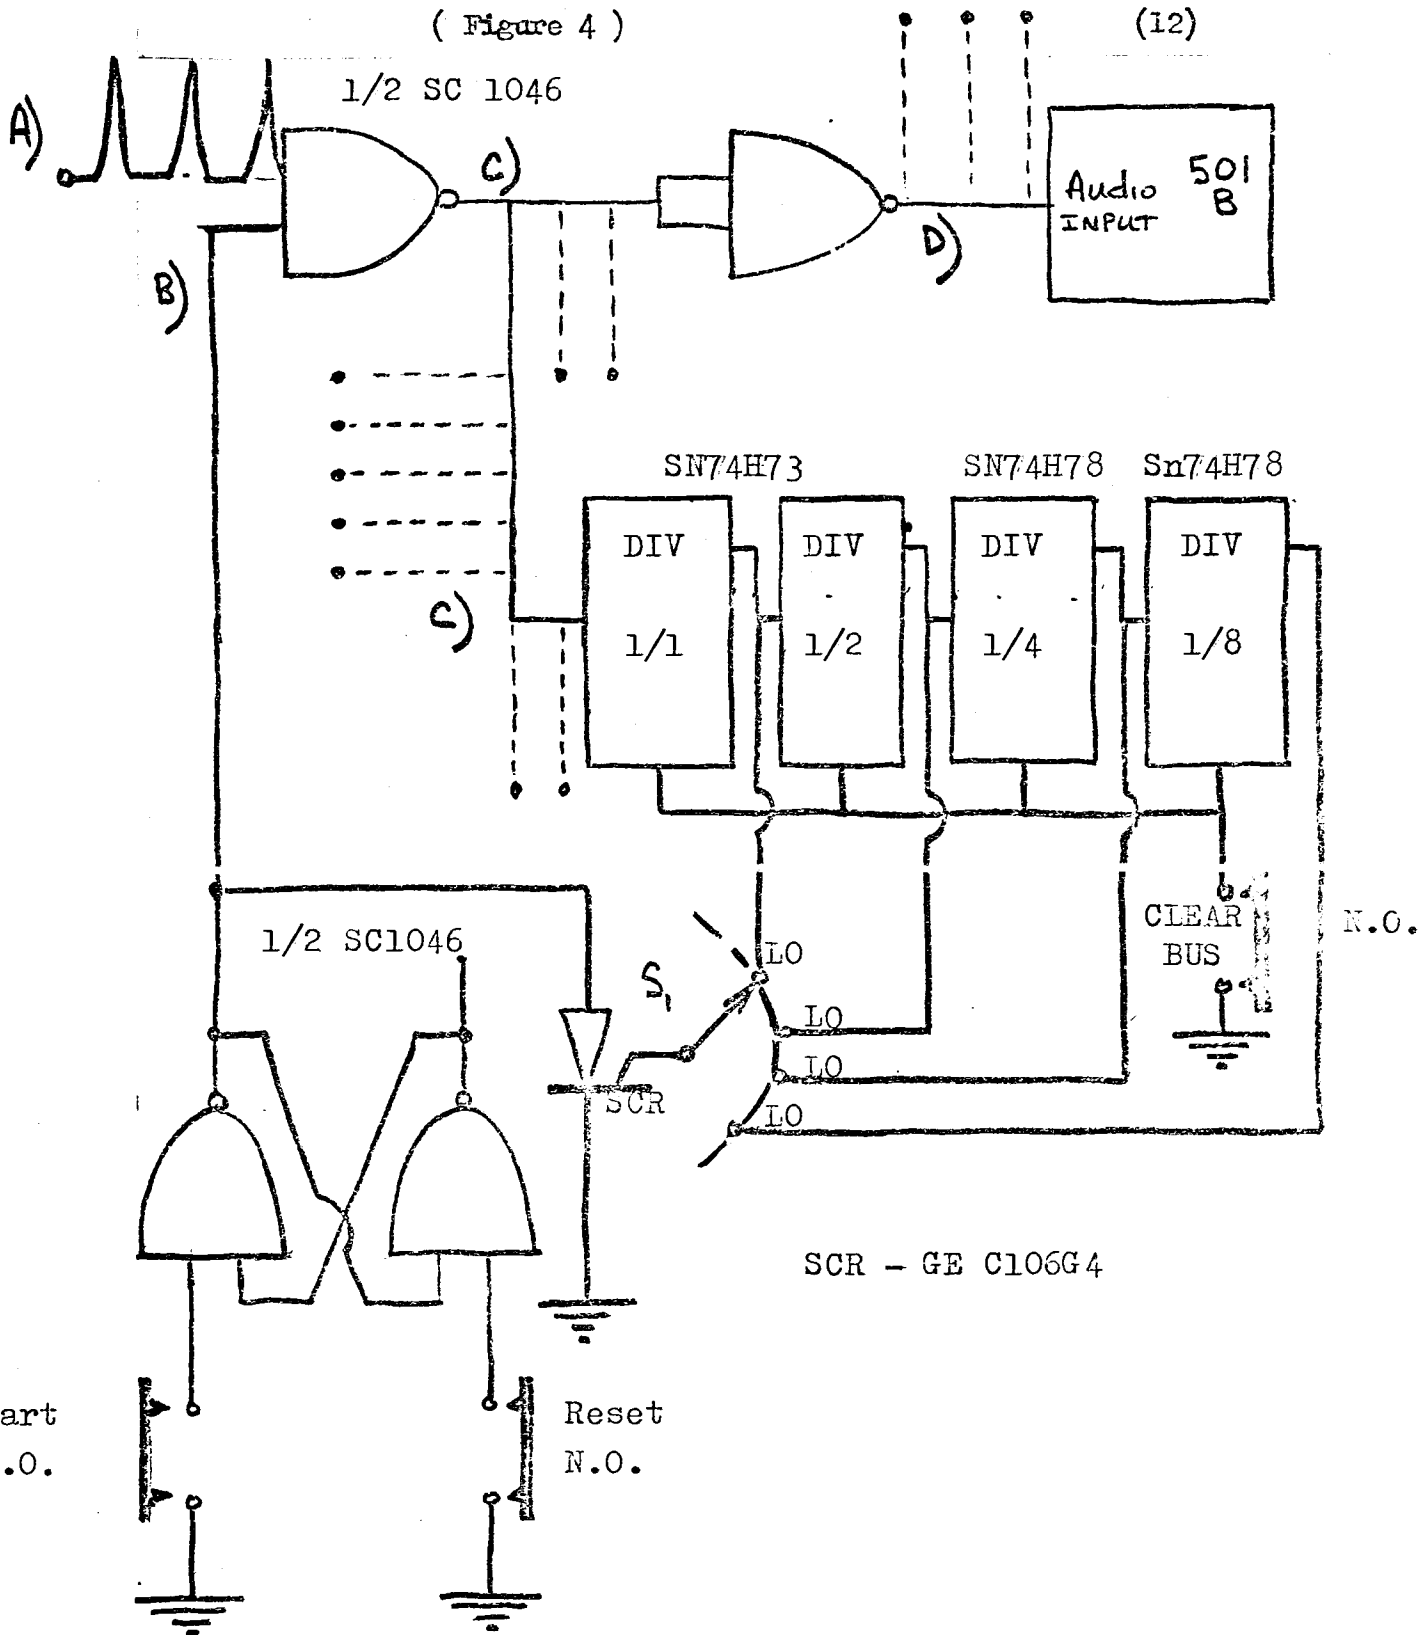 ( Figure 4 )
(12)
1/2 SC 1046
A)
C)
Audio
INPUT
501
B
B)
D)
SN74H73
SN74H78
Sn74H78
DIV
1/1
DIV
1/2
DIV
1/4
DIV
1/8
C)
1/2 SC1046
CLEAR
BUS
N.O.
S1
LO
LO
LO
LO
SCR
SCR - GE C106G4
art
.O.
Reset
N.O.